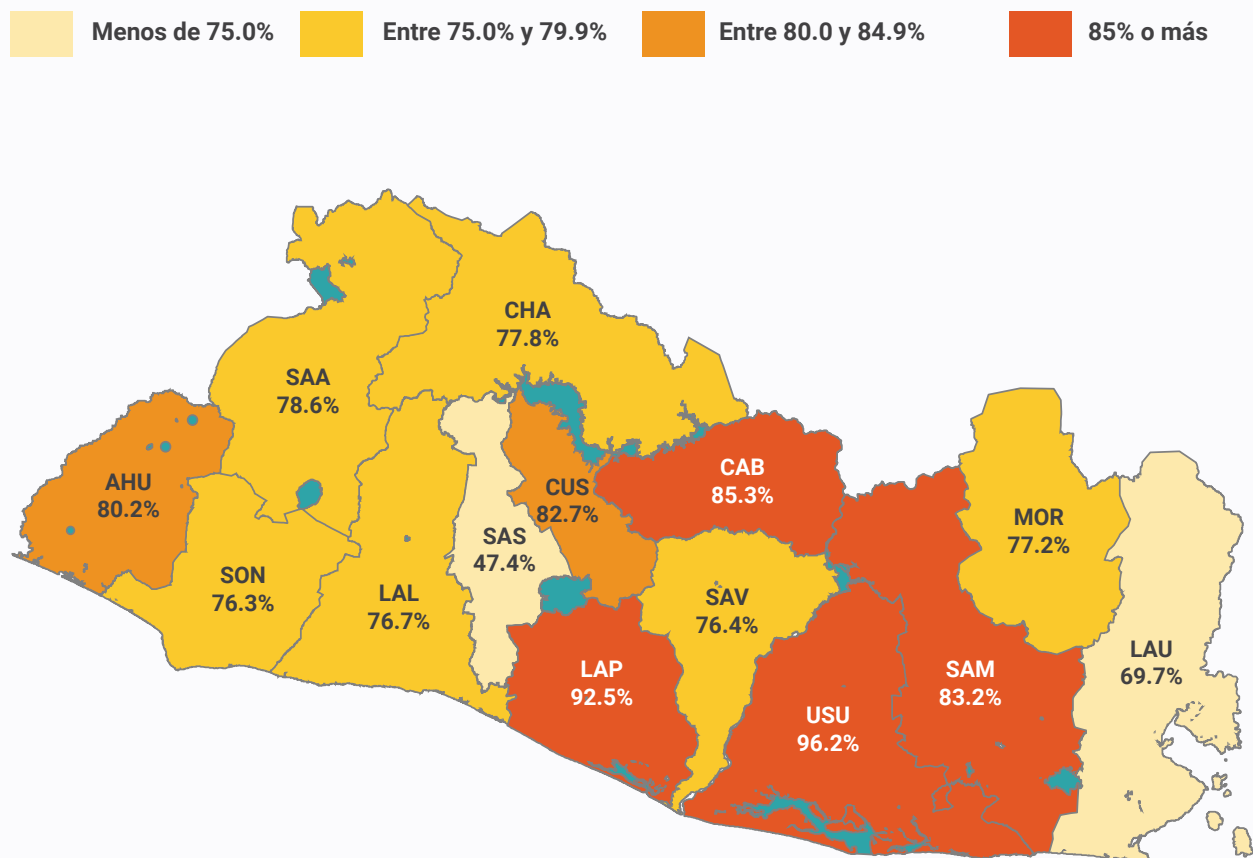 Menos de 75.0%
Entre 75.0% y 79.9%
Entre 80.0 y 84.9%
85% o más
CHA
77.8%
SAA
78.6%
AHU
80.2%
CAB
85.3%
CUS
82.7%
MOR
77.2%
SAS
47.4%
SON
76.3%
LAL
76.7%
SAV
76.4%
LAU
69.7%
LAP
92.5%
SAM
83.2%
USU
96.2%